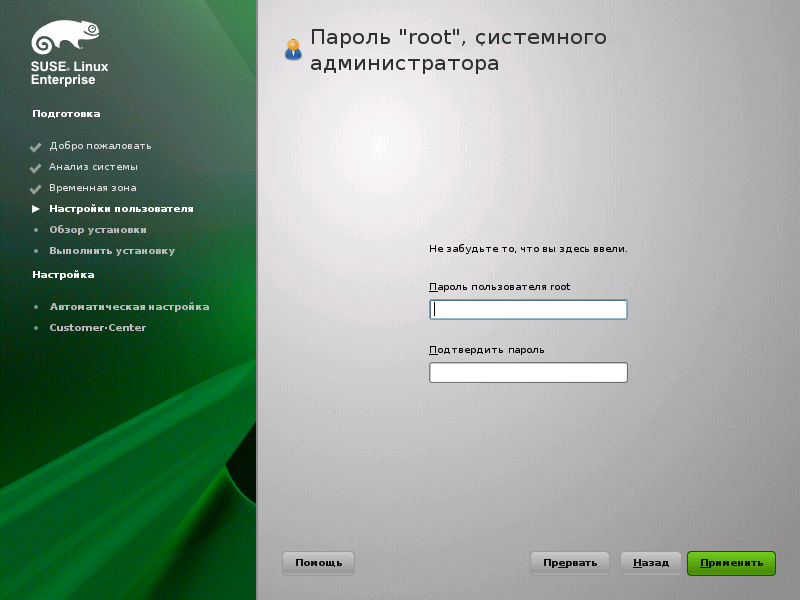 SUSE® Linux
Enterprise
Подготовка
Добро пожаловать
Анализ системы
Временная зона
Настройки пользователя
Обзор установки
Выполнить установку
Настройка
Автоматическая настройка
Customer·Center
Пароль "root", системного
администратора
Не забудьте то, что вы здесь ввели.
Пароль пользователя root
Подтвердить пароль
Помощь
Прервать
Назад
Применить